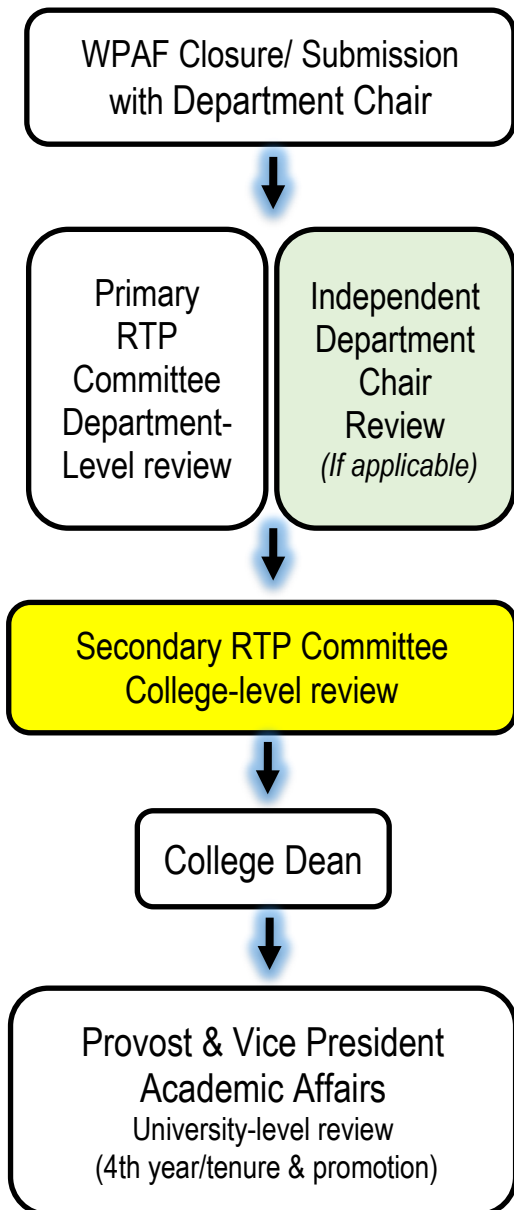 WPAF Closure/ Submission
with Department Chair
Primary
RTP
Committee
Department-
Level review
Independent
Department
Chair
Review
(If applicable)
Secondary RTP Committee
College-level review
College Dean
Provost & Vice President
Academic Affairs
University-level review
(4th year/tenure & promotion)